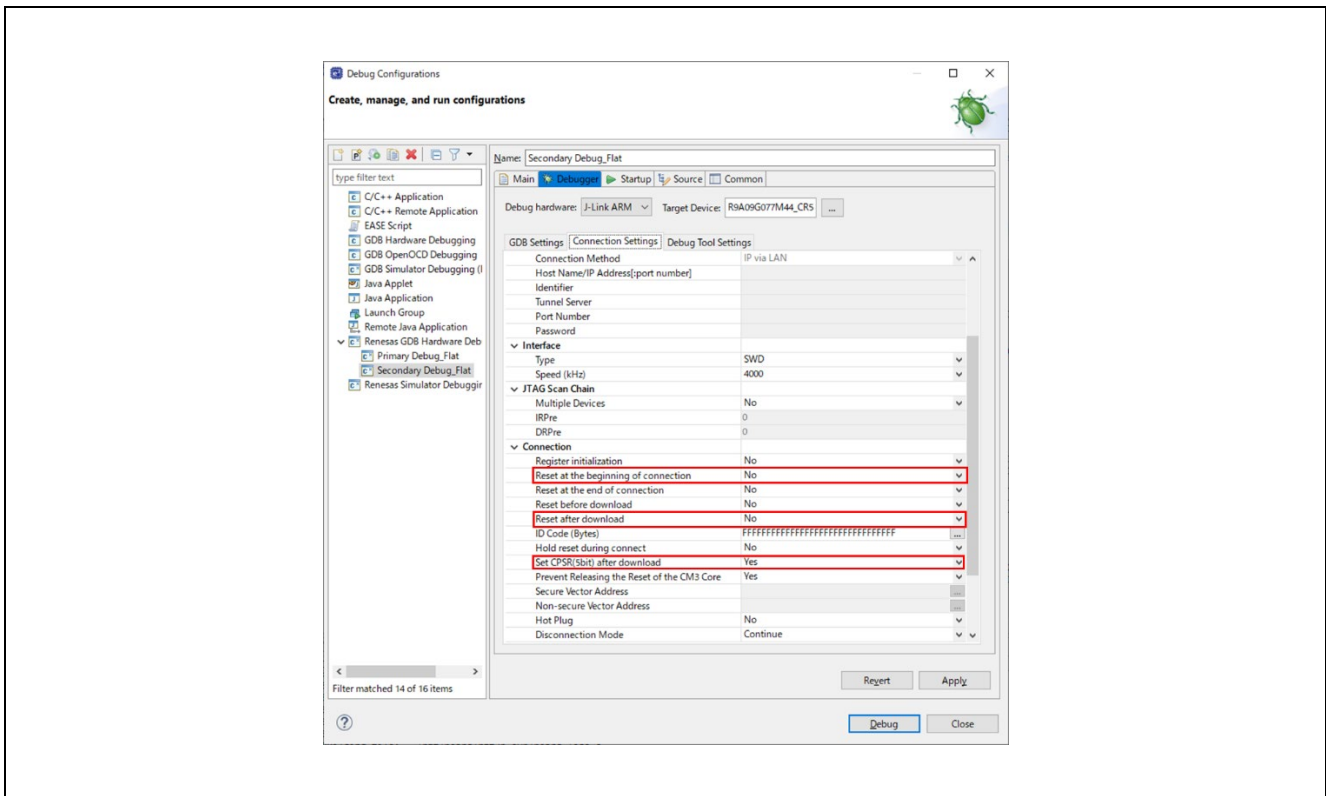 Debug Configurations
Create, manage, and run configurations
Name: Secondary Debug_Flat
type filter text
Main Debugger Startup Source Common
C/C++ Application
C/C++ Remote Application
EASE Script
GDB Hardware Debugging
GDB OpenOCD Debugging
GDB Simulator Debugging (I
Java Applet
Java Application
Launch Group
Remote Java Application
Renesas GDB Hardware Deb
Primary Debug_Flat
Secondary Debug_Flat
Renesas Simulator Debuggir
Filter matched 14 of 16 items
Debug hardware: J-Link ARM Target Device: R9A09G077M44_CR5 ...
GDB Settings Connection Settings Debug Tool Settings
Connection Method IP via LAN
Host Name/IP Address[:port number]
Identifier
Tunnel Server
Port Number
Password
Interface
Type SWD
Speed (kHz) 4000
JTAG Scan Chain
Multiple Devices No
IRPre 0
DRPre 0
Connection
Register initialization No
Reset at the beginning of connection No
Reset at the end of connection No
Reset before download No
Reset after download No
ID Code (Bytes) FFFFFFFFFFFFFFFFFFFFFFFFFFFFFFFF ...
Hold reset during connect No
Set CPSR(5bit) after download Yes
Prevent Releasing the Reset of the CM3 Core Yes
Secure Vector Address ...
Non-secure Vector Address ...
Hot Plug No
Disconnection Mode Continue
Revert Apply
Debug Close